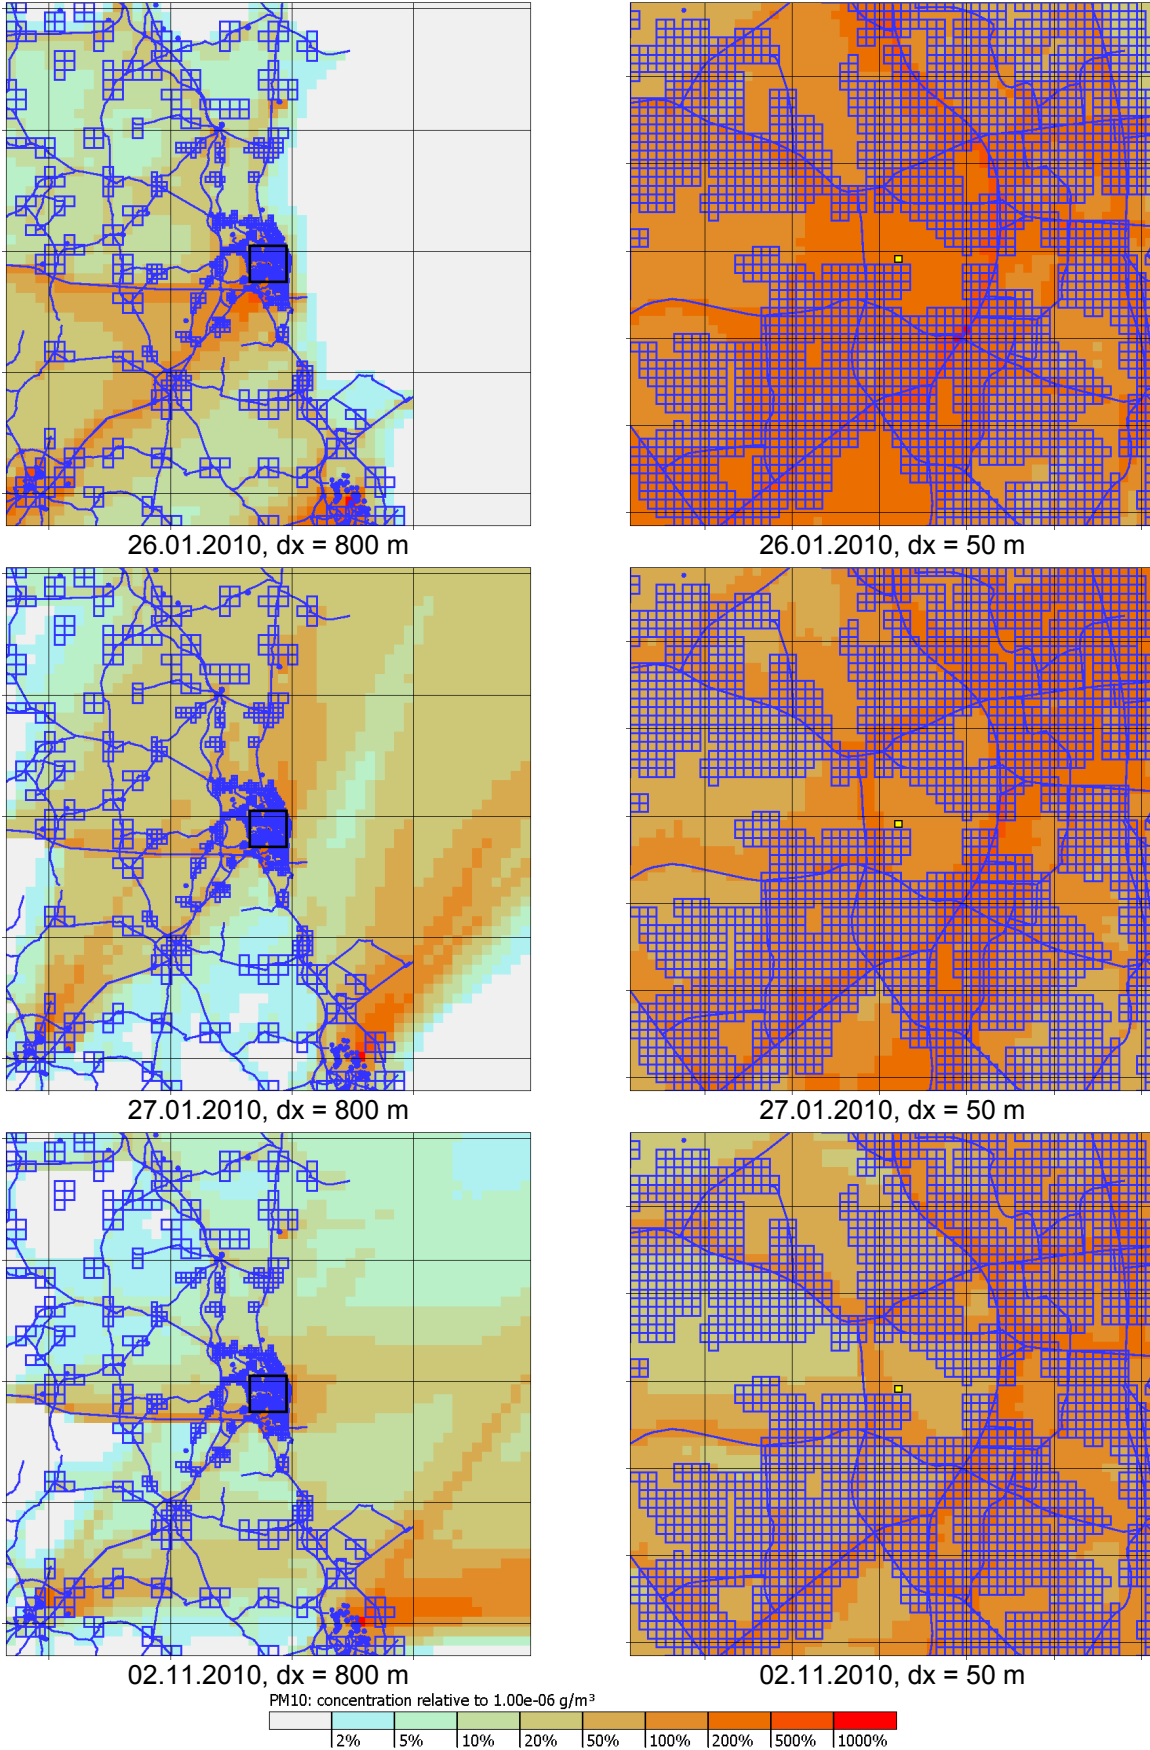 26.01.2010, dx = 800 m
26.01.2010, dx = 50 m
27.01.2010, dx = 800 m
27.01.2010, dx = 50 m
02.11.2010, dx = 800 m
02.11.2010, dx = 50 m
PM10: concentration relative to 1.00e-06 g/m³
2% 5% 10% 20% 50% 100% 200% 500% 1000%